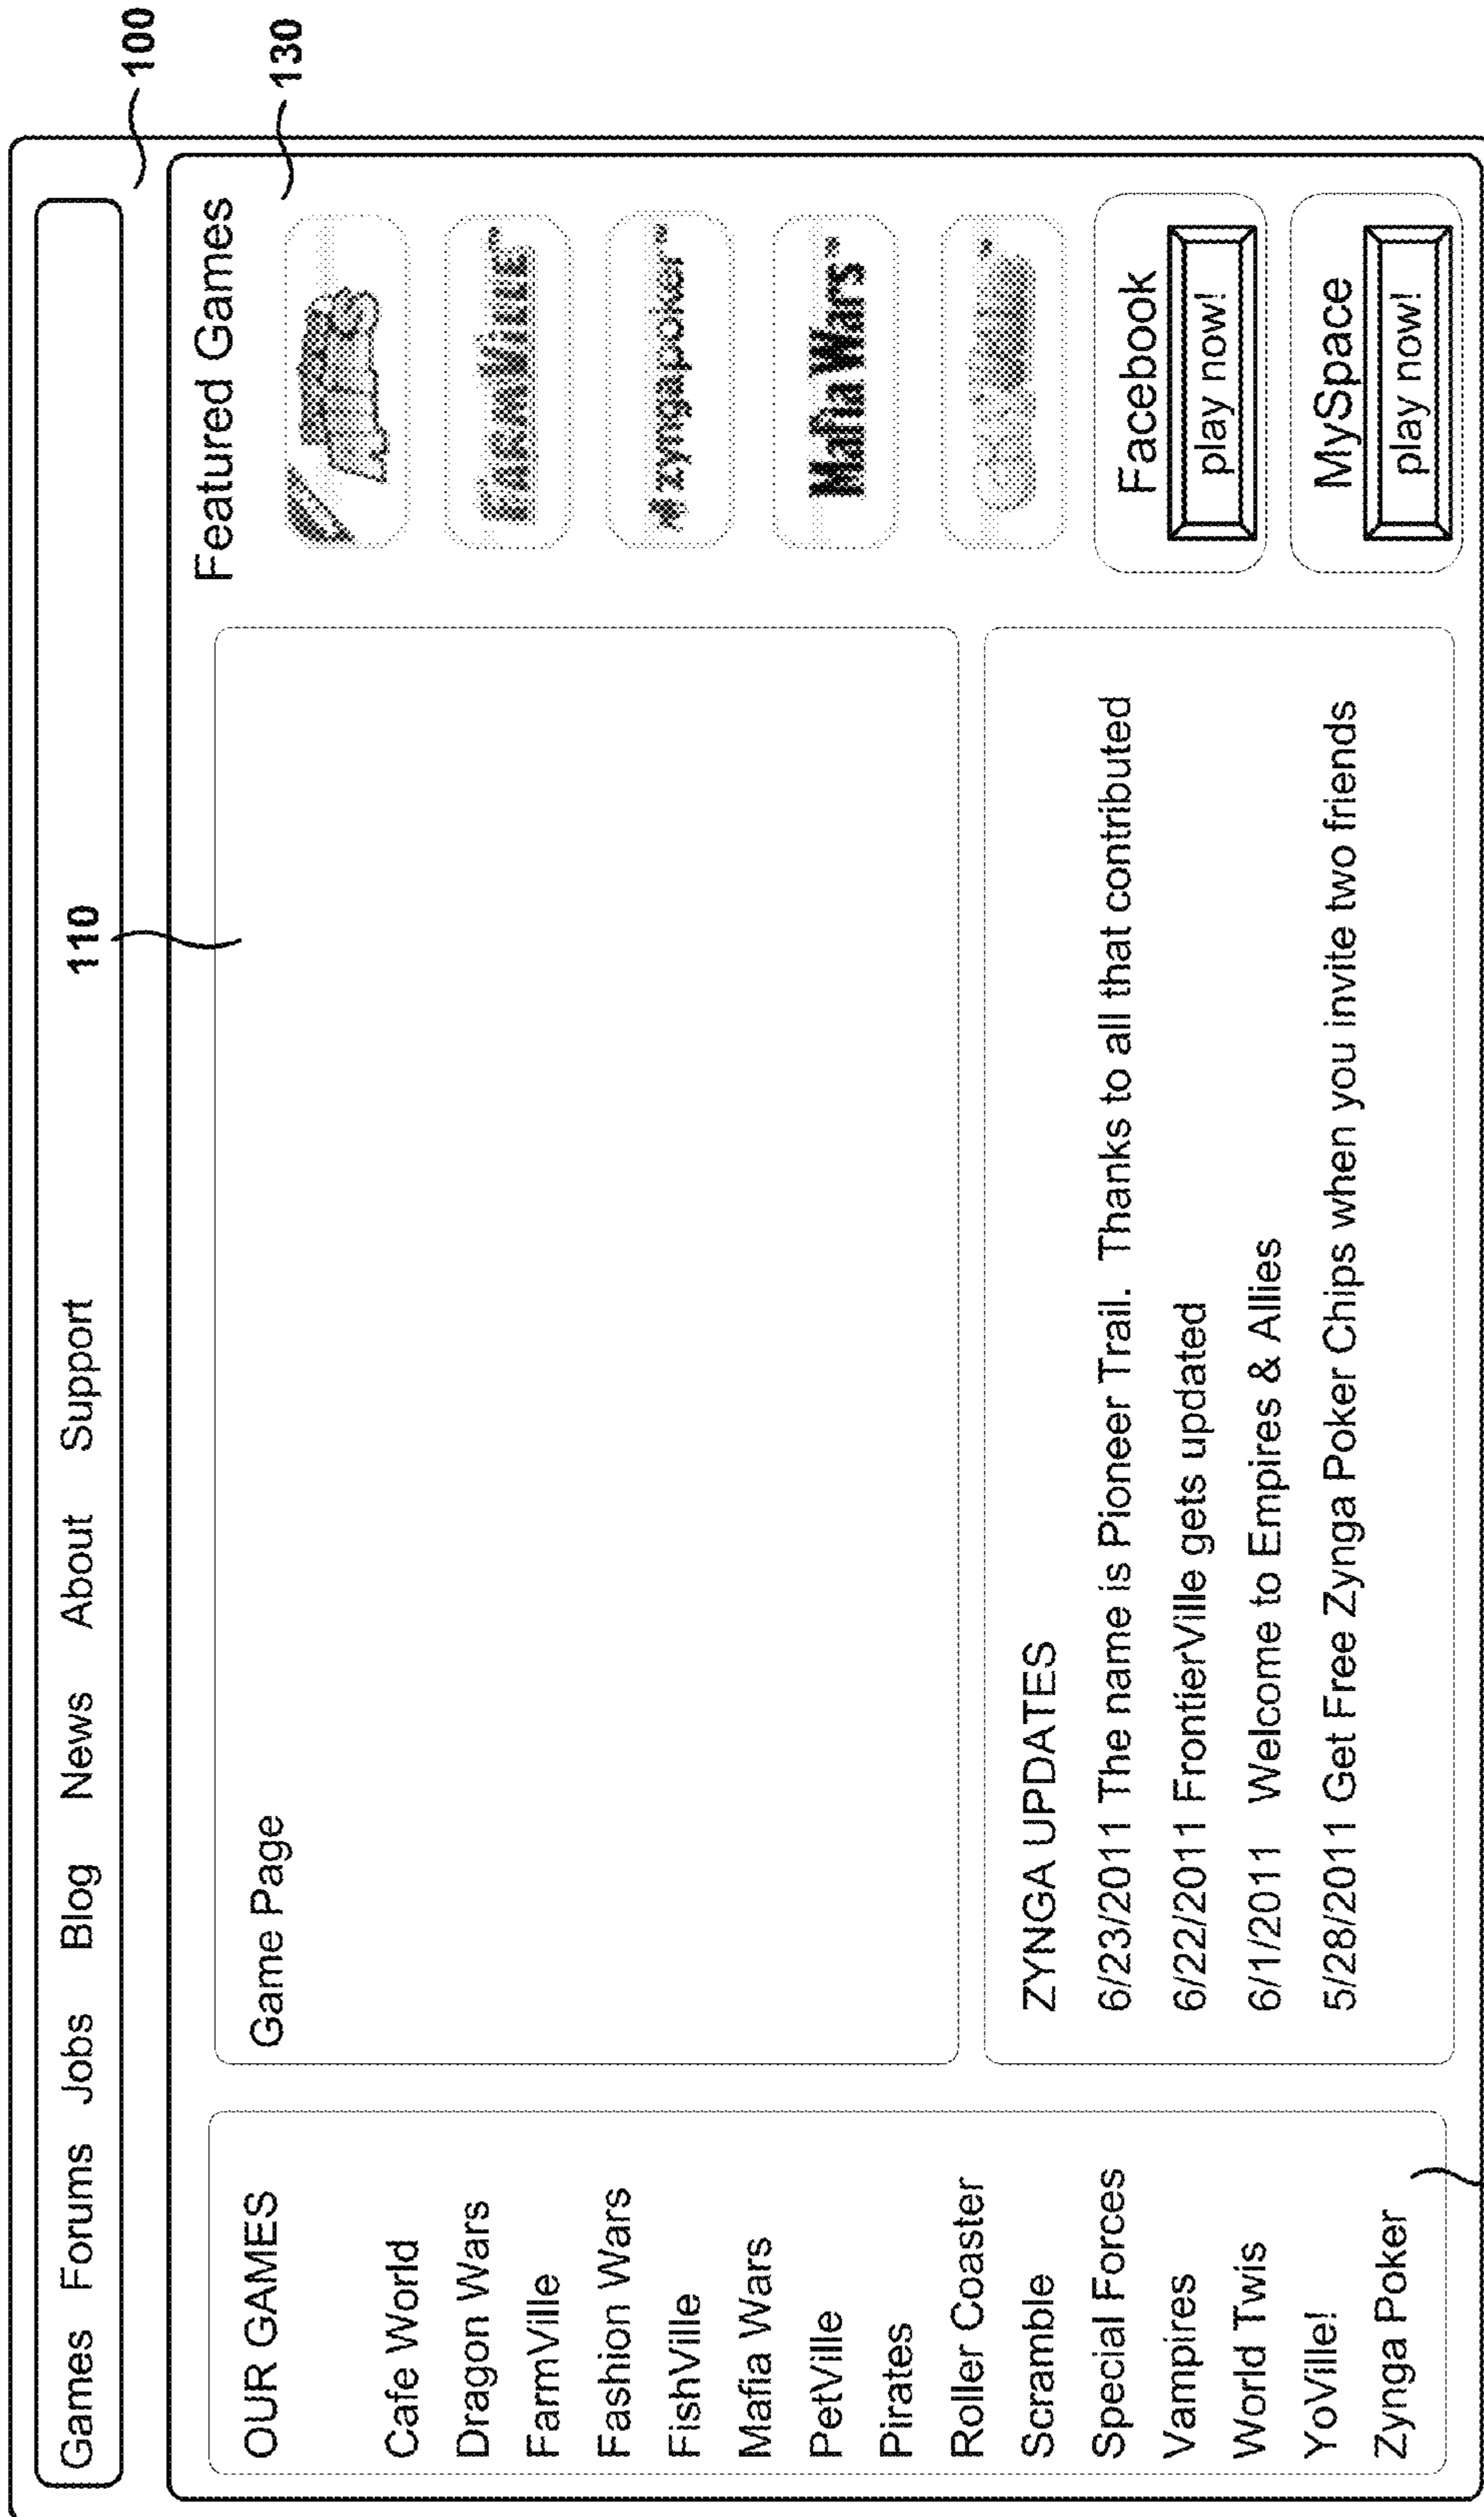 100
Games Forums Jobs Blog News About Support
110
130
OUR GAMES
Cafe World
Dragon Wars
FarmVille
Fashion Wars
FishVille
Mafia Wars
PetVille
Pirates
Roller Coaster
Scramble
Special Forces
Vampires
World Twis
YoVille!
Zynga Poker
Game Page
ZYNGA UPDATES
6/23/2011 The name is Pioneer Trail. Thanks to all that contributed
6/22/2011 FrontierVille gets updated
6/1/2011 Welcome to Empires & Allies
5/28/2011 Get Free Zynga Poker Chips when you invite two friends
Featured Games
FARMVILLE™
zyngapoker™
Mafia Wars™
Facebook
play now!
MySpace
play now!